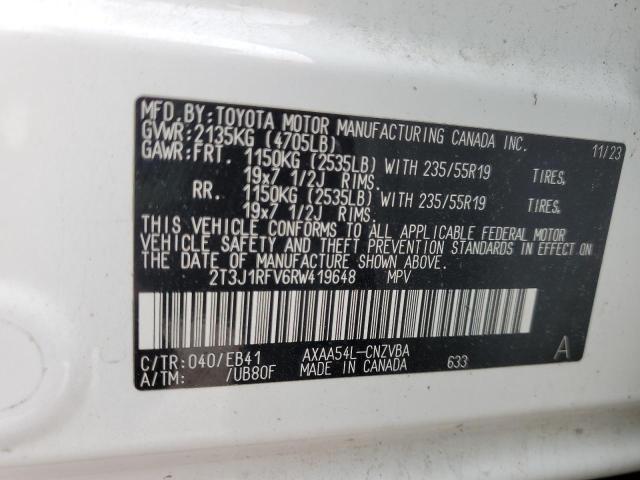 MFD.BY:TOYOTA MOTOR MANUFACTURING CANADA INC. 11/23
GVWR:2135KG (4705LB)
GAWR:FRT. 1150KG (2535LB) WITH 235/55R19 TIRES,
19x7 1/2J RIMS.
RR. 1150KG (2535LB) WITH 235/55R19 TIRES,
19x7 1/2J RIMS.
THIS VEHICLE CONFORMS TO ALL APPLICABLE FEDERAL MOTOR
VEHICLE SAFETY AND THEFT PREVENTION STANDARDS IN EFFECT ON
THE DATE OF MANUFACTURE SHOWN ABOVE.
2T3J1RFV6RW419648 MPV
C/TR:040/EB41 AXAA54L-CNZVBA 633 A
A/TM: /UB80F MADE IN CANADA